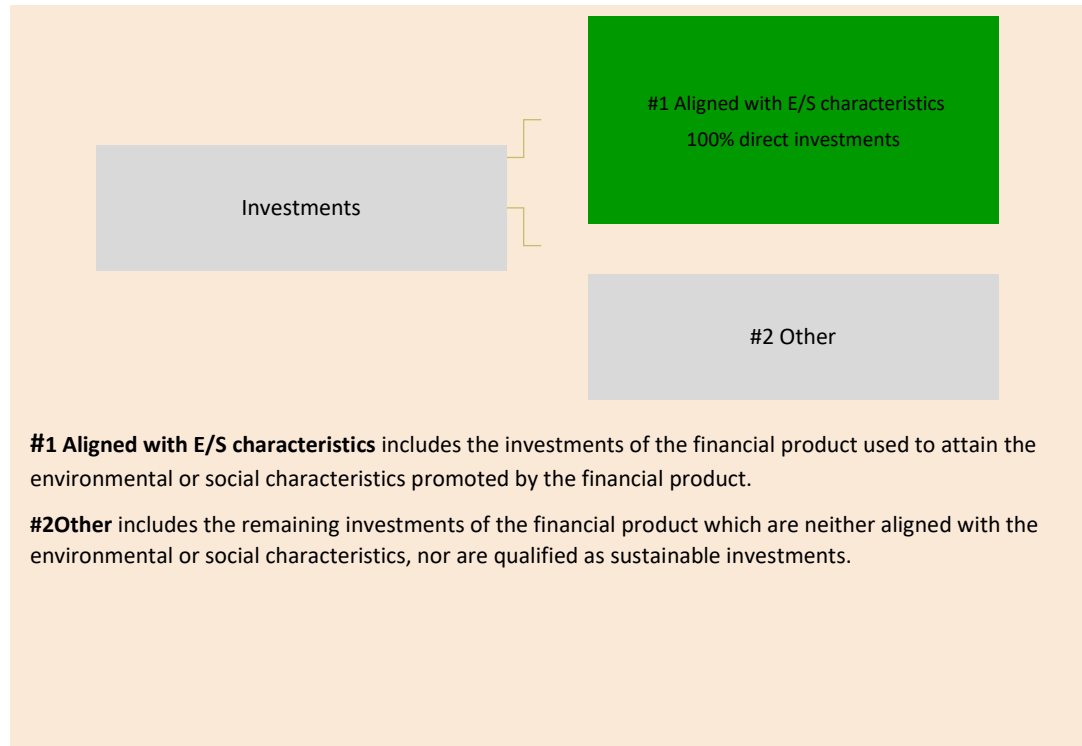 #1 Aligned with E/S characteristics
100% direct investments
Investments
#2 Other
#1 Aligned with E/S characteristics includes the investments of the financial product used to attain the
environmental or social characteristics promoted by the financial product.
#2Other includes the remaining investments of the financial product which are neither aligned with the
environmental or social characteristics, nor are qualified as sustainable investments.